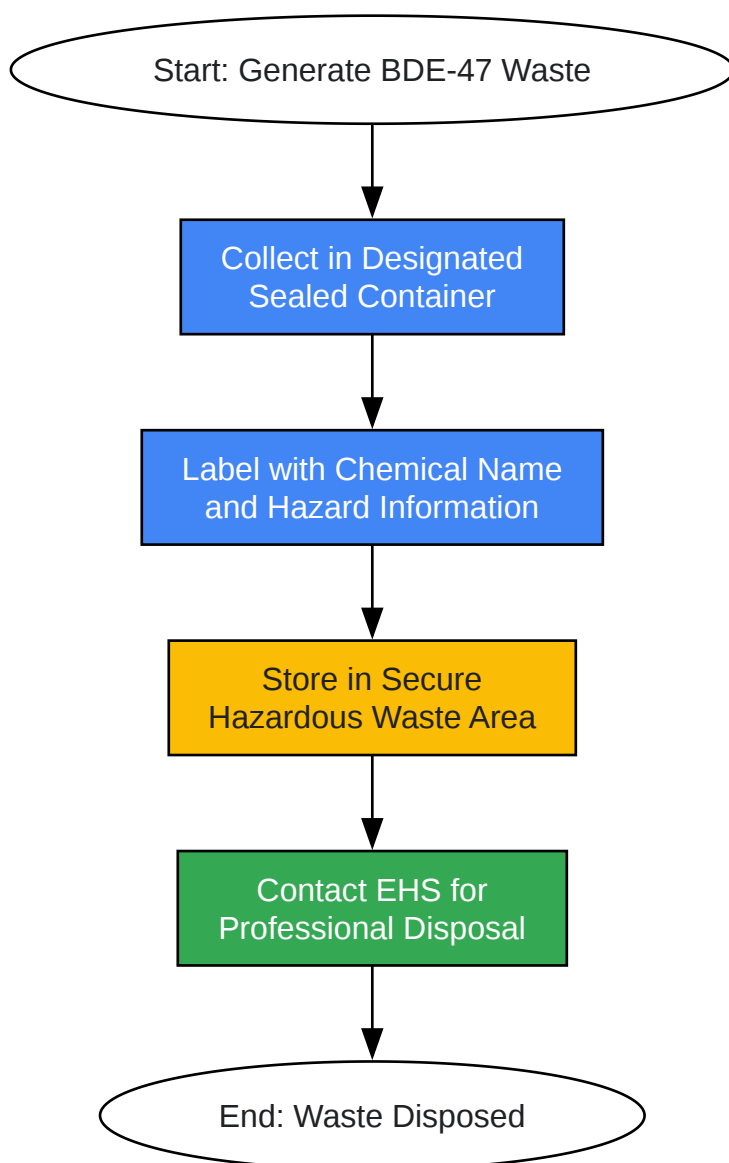 Start: Generate BDE-47 Waste
Collect in Designated
Sealed Container
Label with Chemical Name
and Hazard Information
Store in Secure
Hazardous Waste Area
Contact EHS for
Professional Disposal
End: Waste Disposed